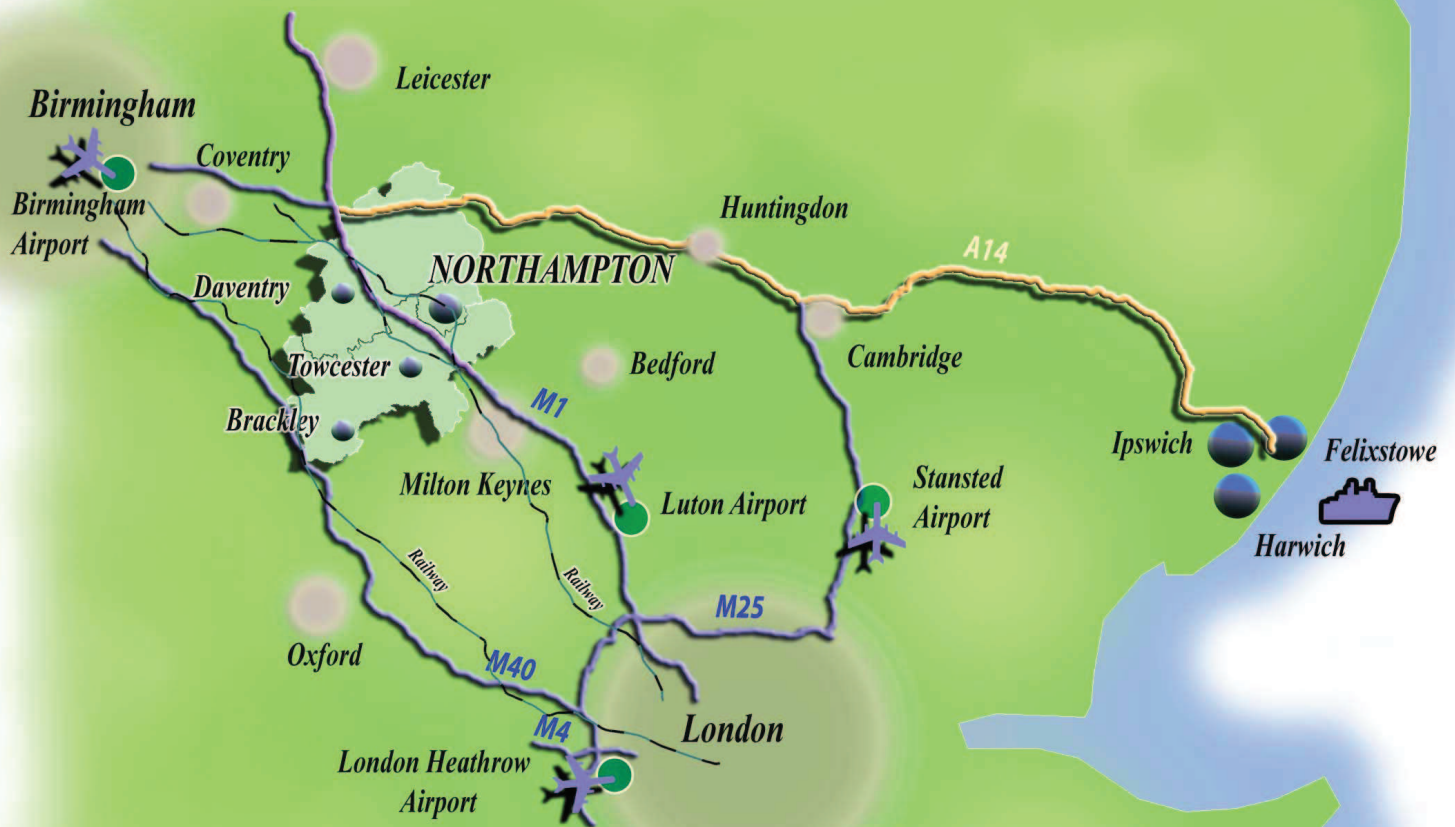 Leicester
Birmingham
Coventry
Birmingham
Airport
Huntingdon
A14
NORTHAMPTON
Daventry
Towcester
Bedford
Cambridge
Brackley
M1
Ipswich
Felixstowe
Milton Keynes
Luton Airport
Stansted
Airport
Harwich
Railway
Railway
M25
Oxford
M40
M4
London
London Heathrow
Airport